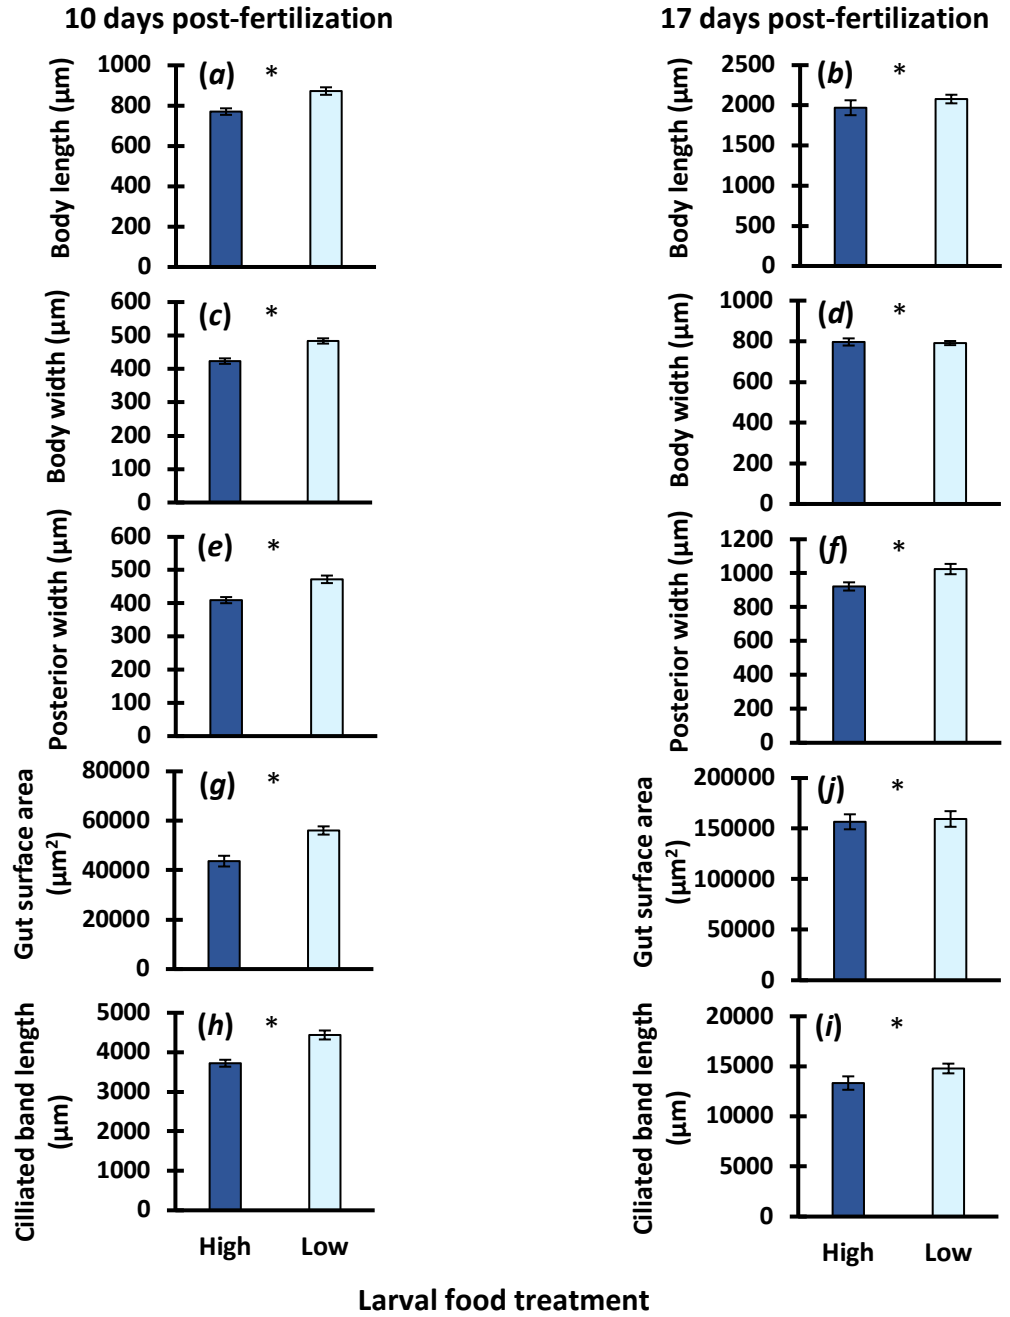 10 days post-fertilization
17 days post-fertilization
Body length (μm)
1000
800
600
400
200
0
(a)
*
Body length (μm)
2500
2000
1500
1000
500
0
(b)
*
Body width (μm)
600
500
400
300
200
100
0
(c)
*
Body width (μm)
1000
800
600
400
200
0
(d)
*
Posterior width (μm)
600
500
400
300
200
100
0
(e)
*
Posterior width (μm)
1200
1000
800
600
400
200
0
(f)
*
Gut surface area
(μm²)
80000
60000
40000
20000
0
(g)
*
Gut surface area
(μm²)
200000
150000
100000
50000
0
(j)
*
Cilliated band length
(μm)
5000
4000
3000
2000
1000
0
(h)
*
High
Low
Ciliated band length
(μm)
20000
15000
10000
5000
0
(i)
*
High
Low
Larval food treatment